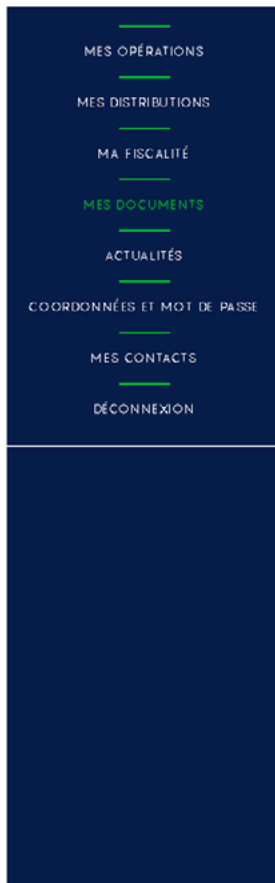 MES OPÉRATIONS
MES DISTRIBUTIONS
MA FISCALITÉ
MES DOCUMENTS
ACTUALITÉS
COORDONNÉES ET MOT DE PASSE
MES CONTACTS
DÉCONNEXION